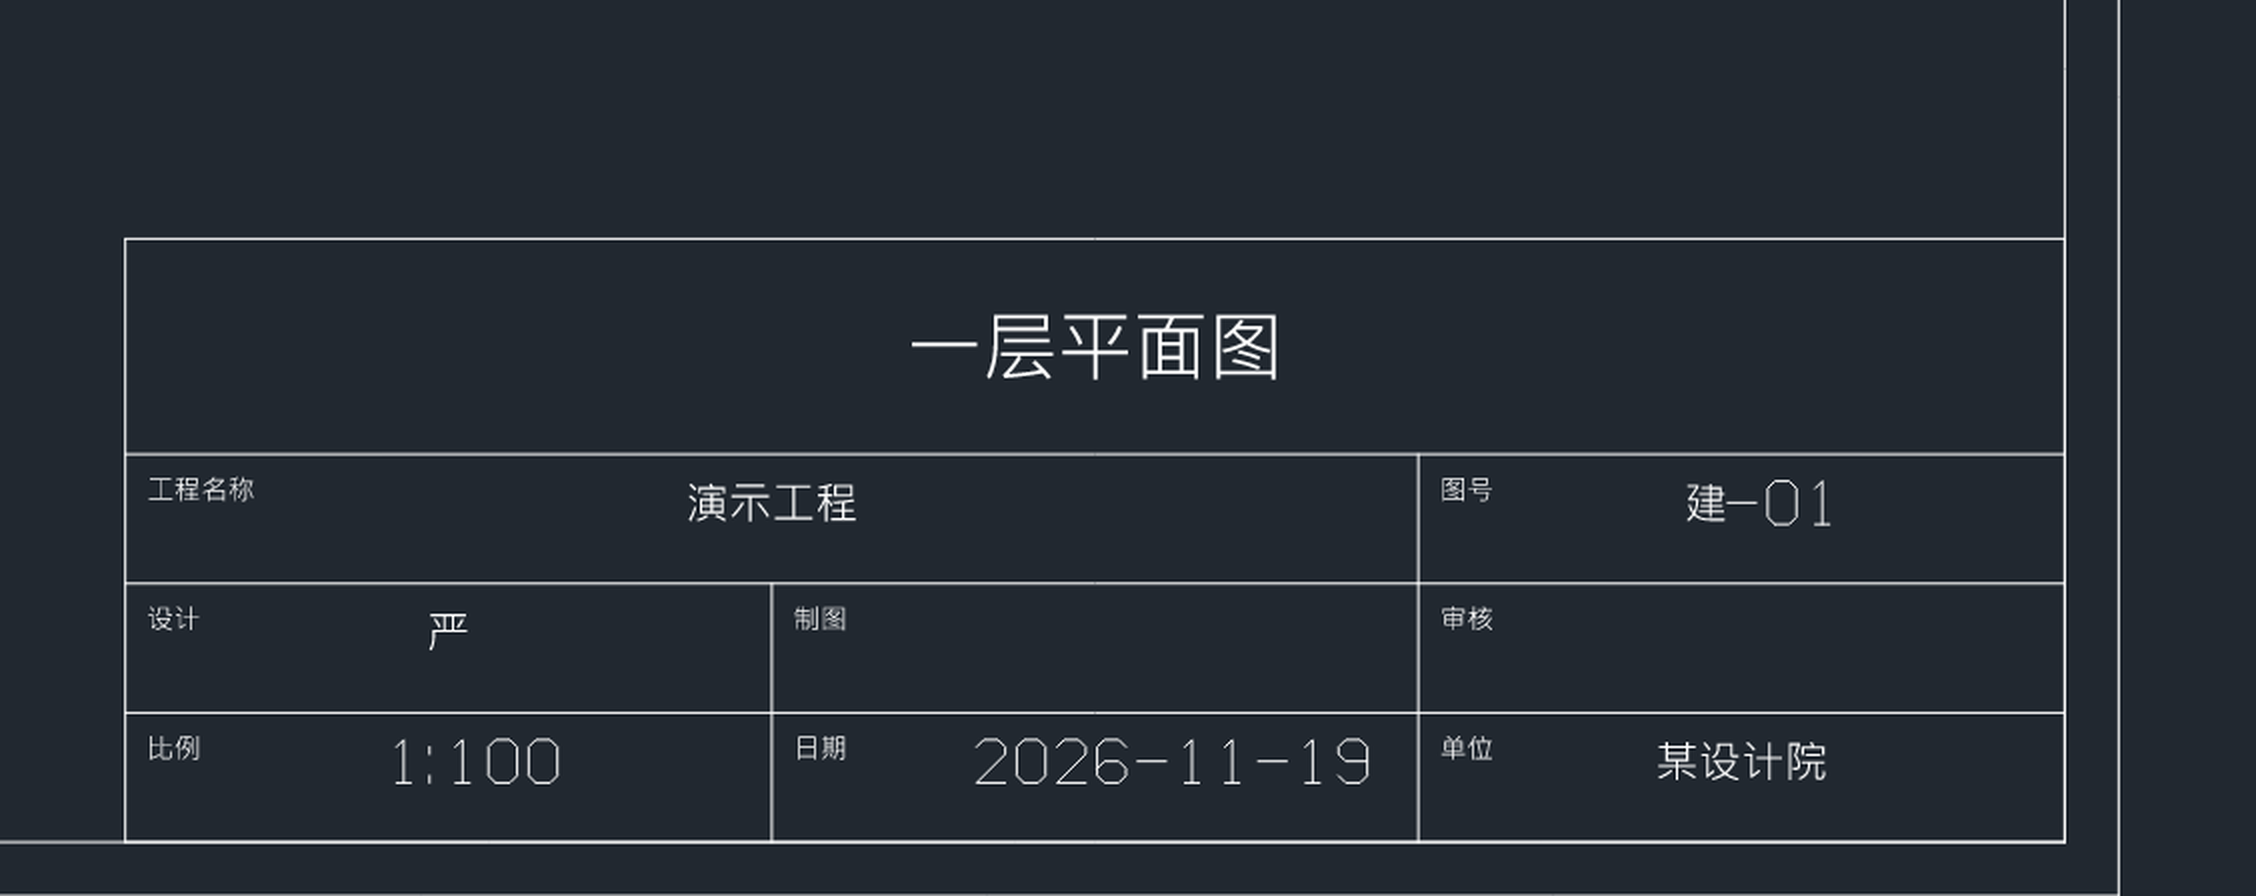 一层平面图
工程名称 演示工程 图号 建-01
设计 严 制图 审核
比例 1:100 日期 2026-11-19 单位 某设计院